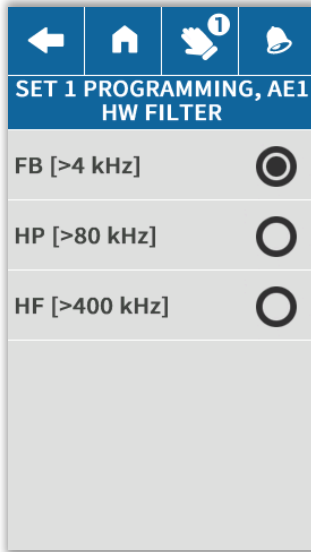 1
SET 1 PROGRAMMING, AE1
HW FILTER
FB [>4 kHz]
HP [>80 kHz]
HF [>400 kHz]